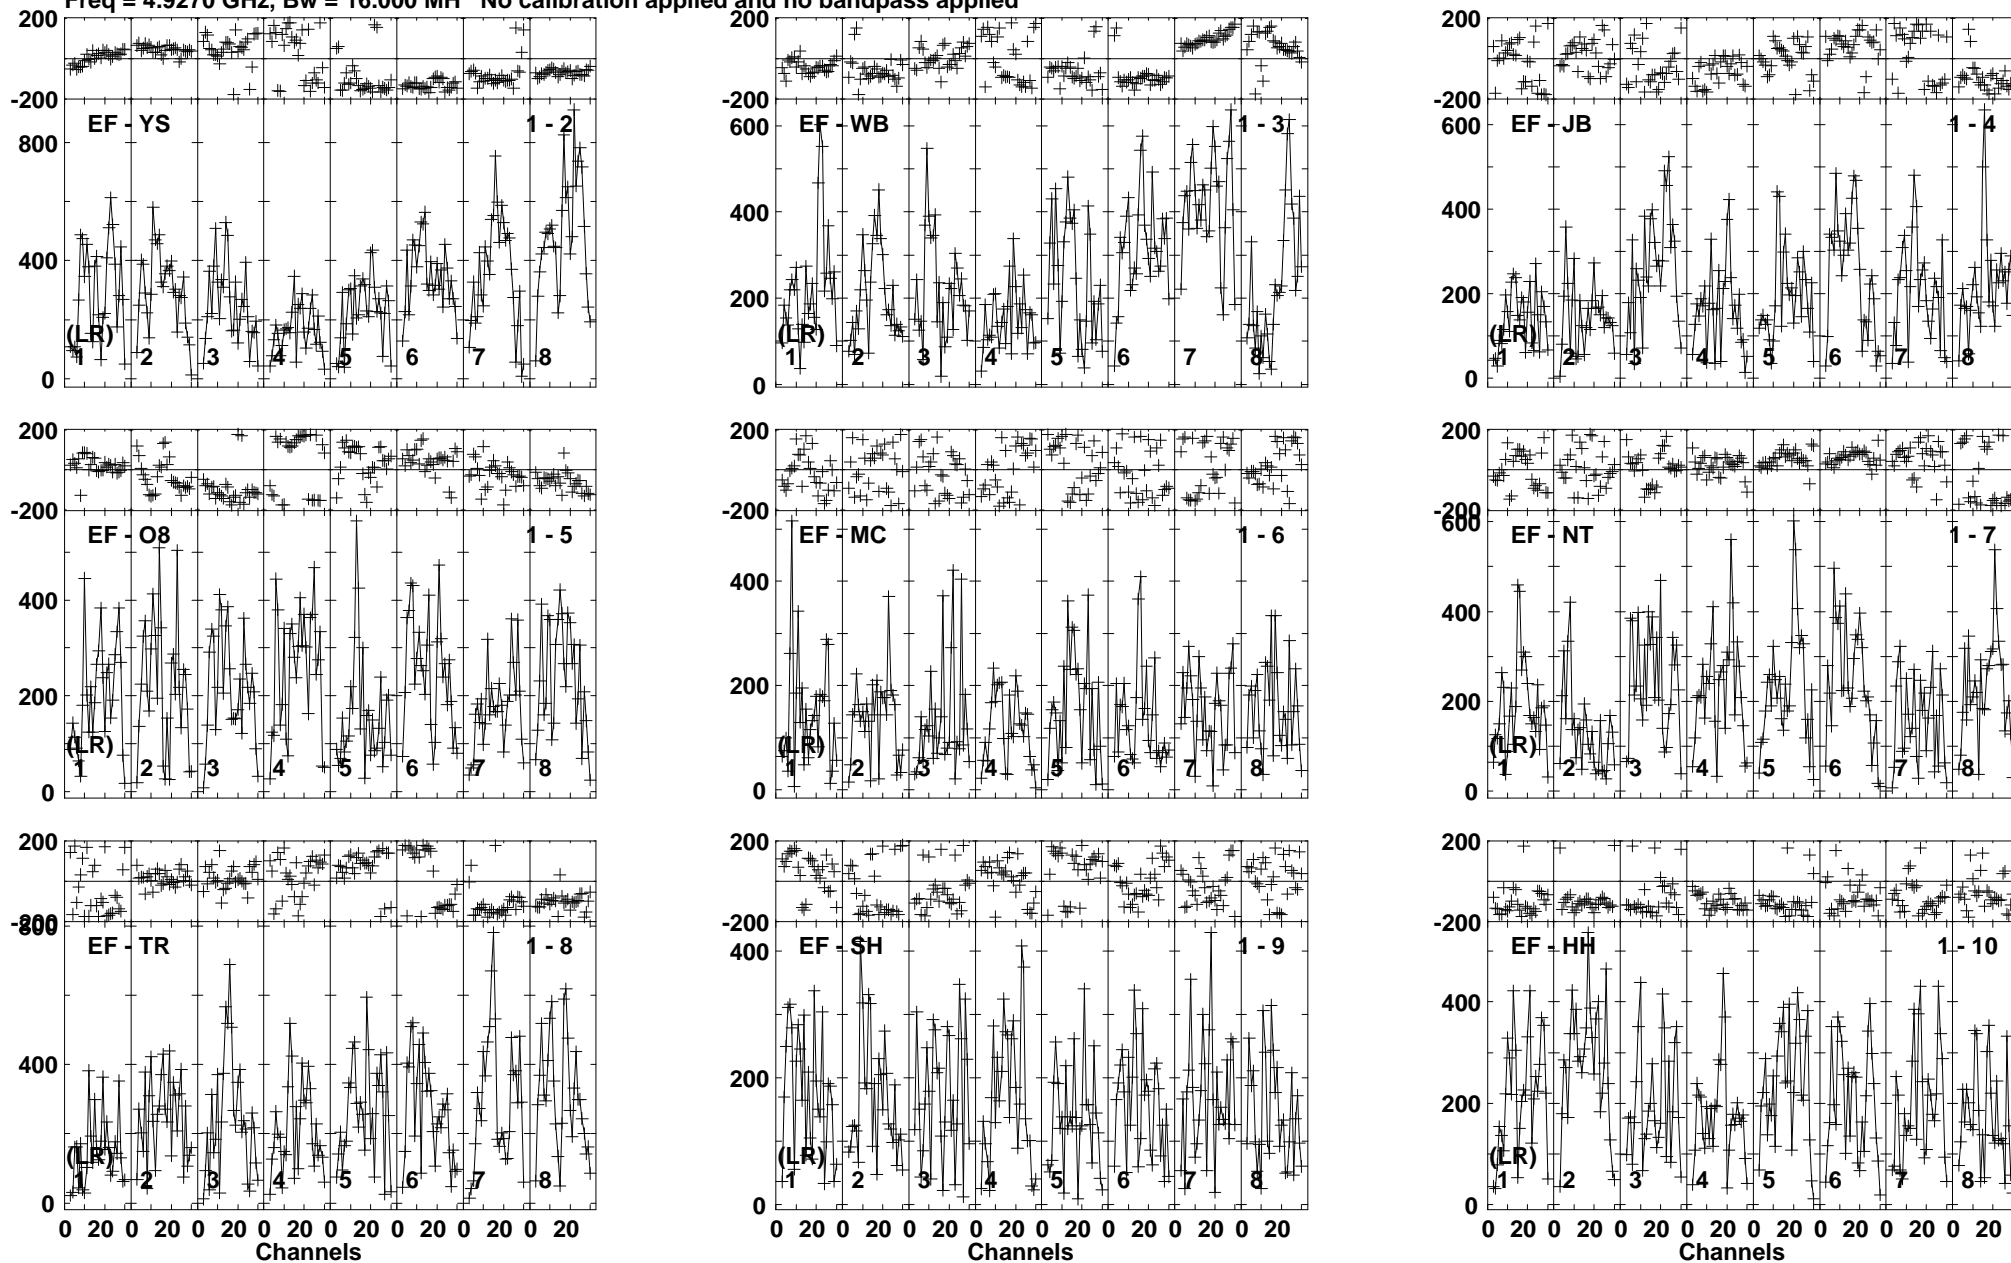 Freq = 4.9270 GHz, Bw = 16.000 MH No calibration applied and no bandpass applied
200 200 200
-200 -200 -200
EF - YS 1 - 2 EF - WB 1 - 3 EF - JB 1 - 4
800 600 600
400 400 400
200 200
(LR) (LR) (LR)
1 2 3 4 5 6 7 8 1 2 3 4 5 6 7 8 1 2 3 4 5 6 7 8
0 0 0
200 200 200
-200 -200 -200
600
EF - O8 1 - 5 EF - MC 1 - 6 EF - NT 1 - 7
400 400 400
200 200 200
(LR) (LR) (LR)
1 2 3 4 5 6 7 8 1 2 3 4 5 6 7 8 1 2 3 4 5 6 7 8
0 0 0
200 200 200
-200 -200 -200
800
EF - TR 1 - 8 EF - SH 1 - 9 EF - HH 1 - 10
400 400 400
200 200
(LR) (LR) (LR)
1 2 3 4 5 6 7 8 1 2 3 4 5 6 7 8 1 2 3 4 5 6 7 8
0 0 0
0 20 0 20 0 20 0 20 0 20 0 20 0 20 0 20 0 20 0 20 0 20 0 20 0 20 0 20 0 20 0 20 0 20 0 20 0 20 0 20 0 20 0 20 0 20 0 20
Channels Channels Channels